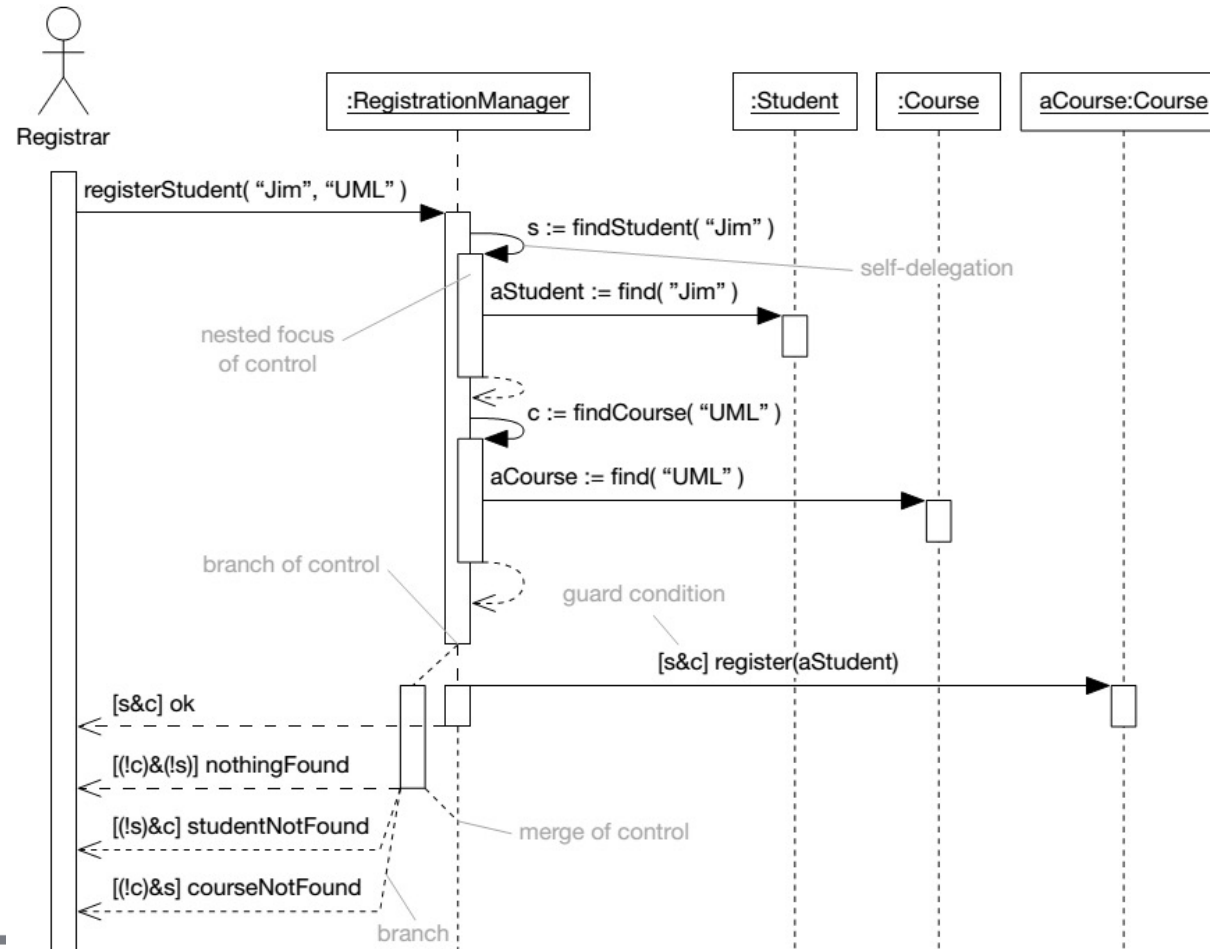 :RegistrationManager
:Student
:Course
aCourse:Course
Registrar
registerStudent( “Jim”, “UML” )
s := findStudent( “Jim” )
self-delegation
aStudent := find( ”Jim” )
nested focus
of control
c := findCourse( “UML” )
aCourse := find( “UML” )
branch of control
guard condition
[s&c] register(aStudent)
[s&c] ok
[(!c)&(!s)] nothingFound
[(!s)&c] studentNotFound
merge of control
[(!c)&s] courseNotFound
branch